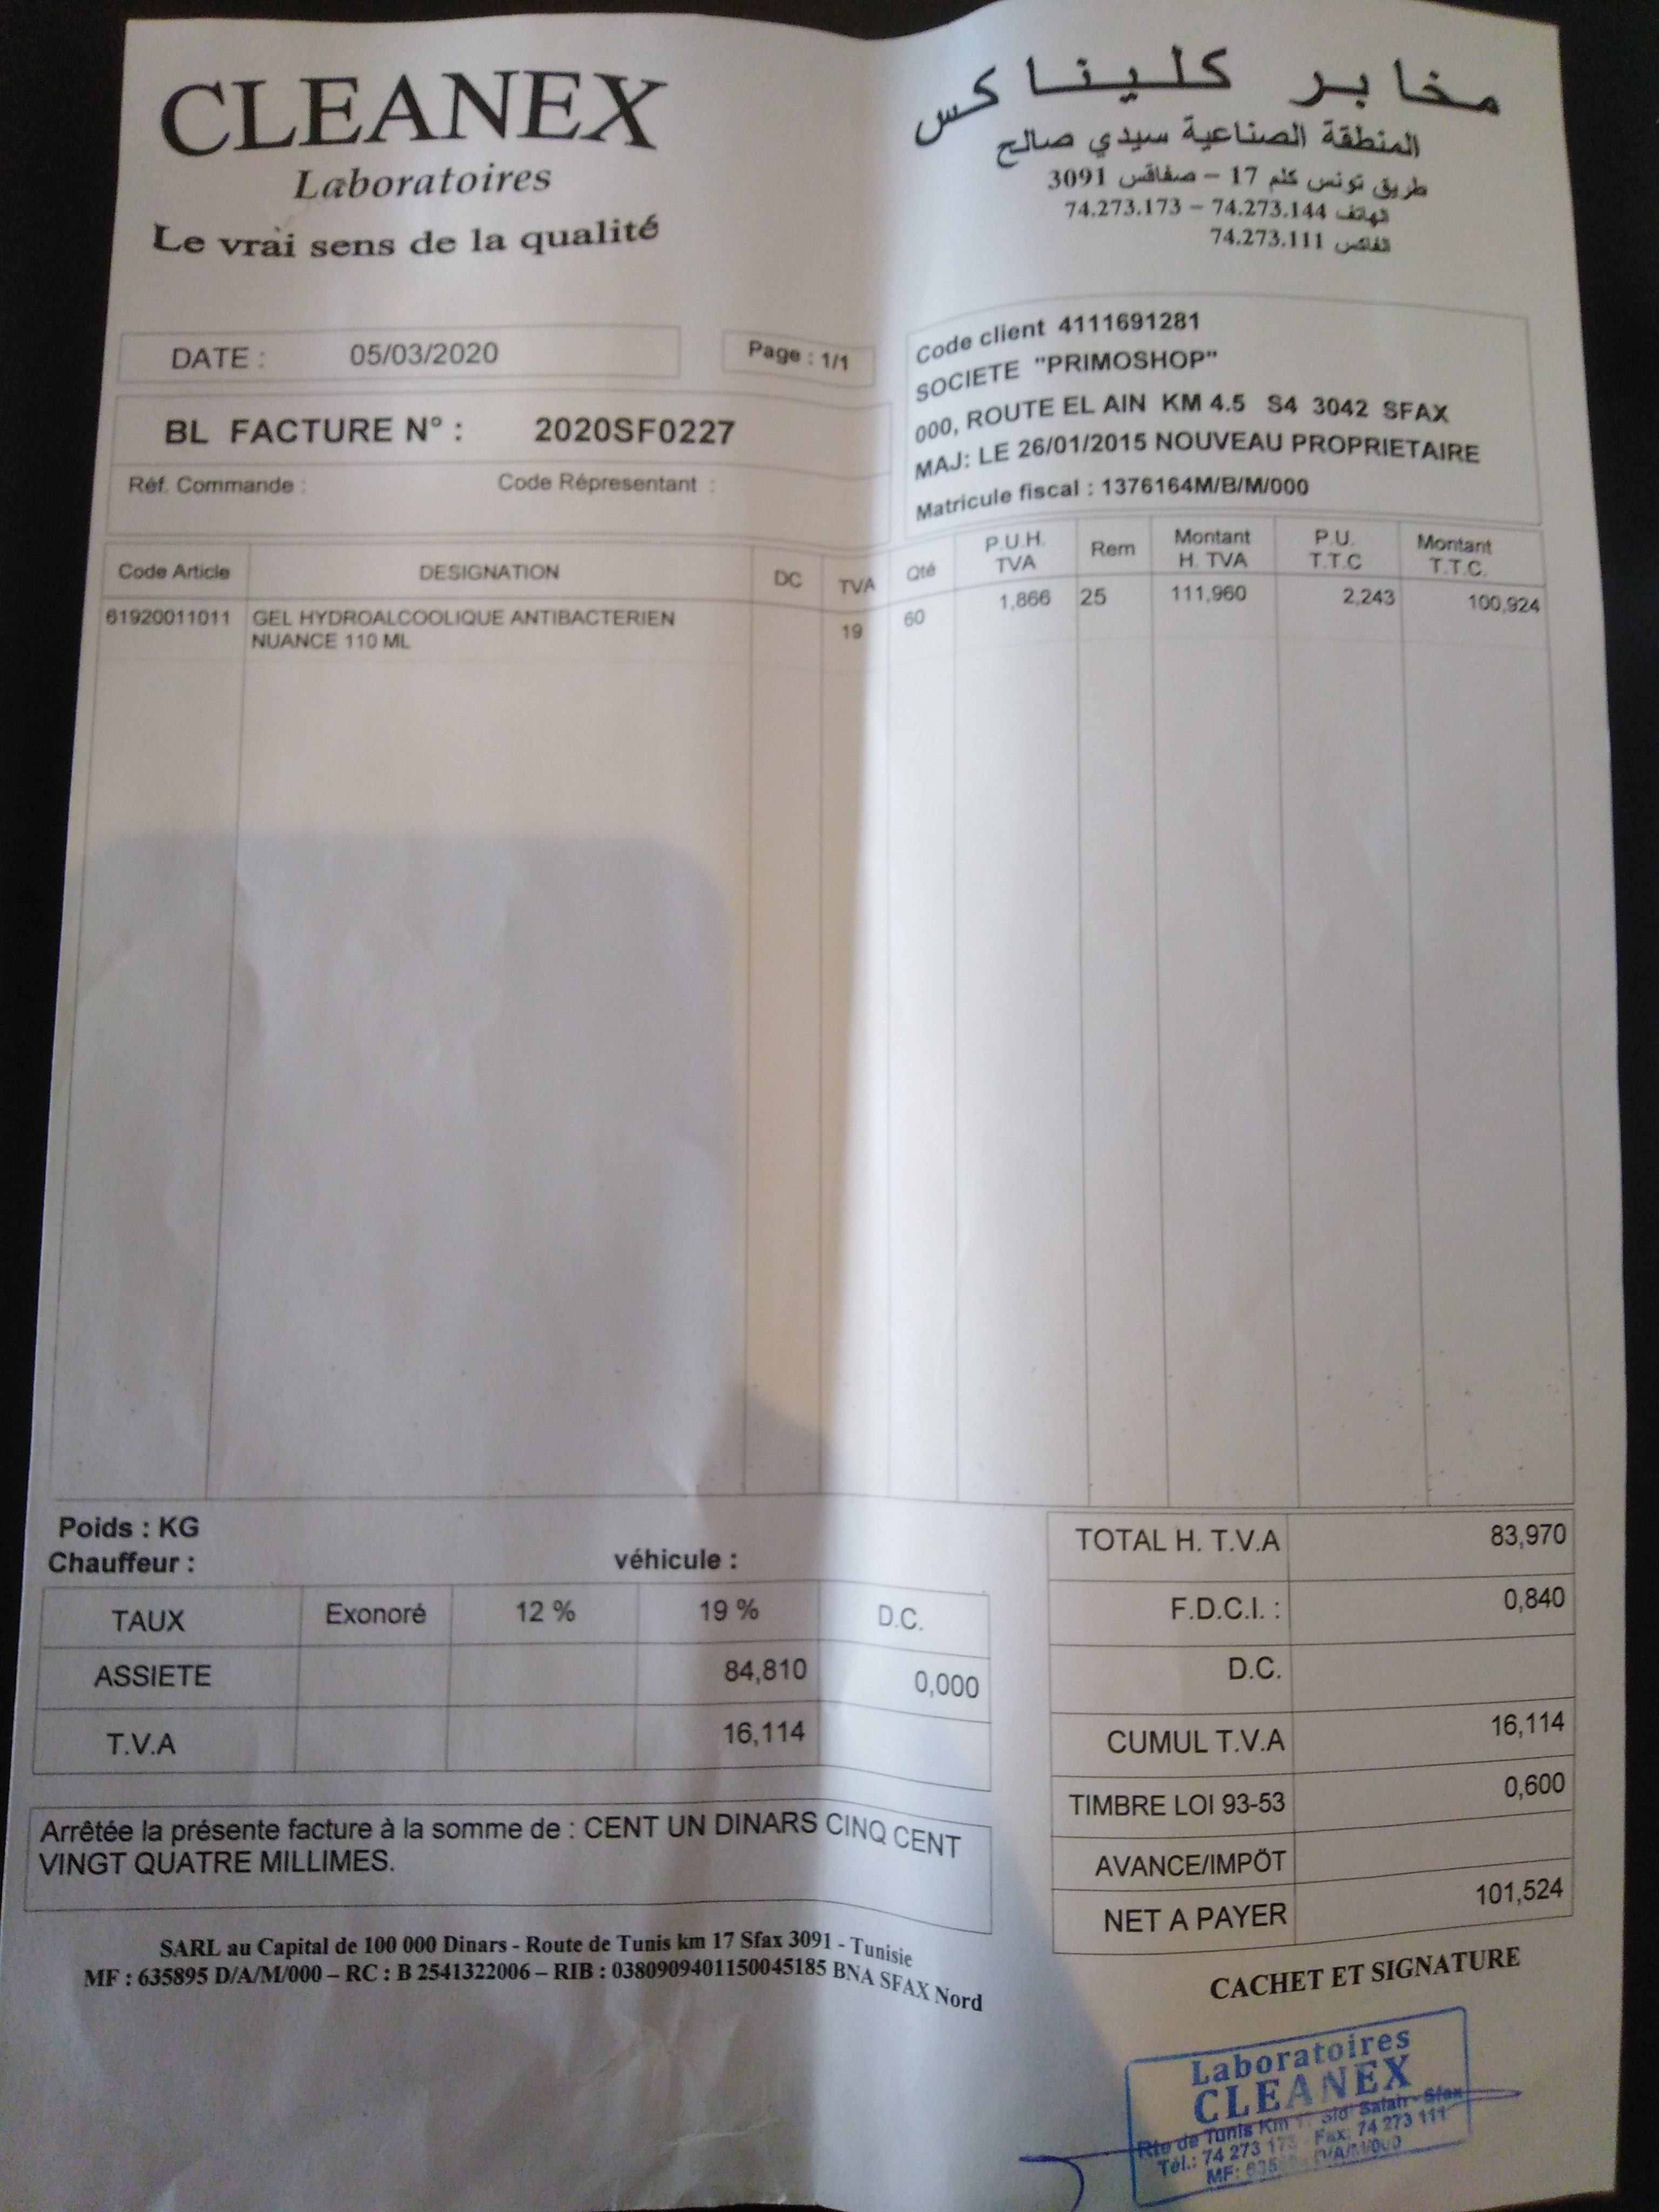 CLEANEX
Laboratoires
Le vrai sens de la qualité
مخابر كليناكس
المنطقة الصناعية سيدي صالح
طريق تونس كلم 17 – صفاقس 3091
الهاتف 74.273.144 – 74.273.173
الفاكس 74.273.111
DATE : 05/03/2020
Page : 1/1
BL FACTURE N° : 2020SF0227
Réf. Commande : Code Répresentant :
Code client 4111691281
SOCIETE "PRIMOSHOP"
000, ROUTE EL AIN KM 4.5 S4 3042 SFAX
MAJ: LE 26/01/2015 NOUVEAU PROPRIETAIRE
Matricule fiscal : 1376164M/B/M/000
Code Article DESIGNATION DC TVA Qté P.U.H. TVA Rem Montant H. TVA P.U. T.T.C Montant T.T.C.
61920011011 GEL HYDROALCOOLIQUE ANTIBACTERIEN 19 60 1,866 25 111,960 2,243 100,924
NUANCE 110 ML
Poids : KG
Chauffeur : véhicule :
TAUX Exonoré 12 % 19 % D.C.
ASSIETE 84,810 0,000
T.V.A 16,114
TOTAL H. T.V.A 83,970
F.D.C.I. : 0,840
D.C.
CUMUL T.V.A 16,114
TIMBRE LOI 93-53 0,600
AVANCE/IMPÖT
NET A PAYER 101,524
Arrêtée la présente facture à la somme de : CENT UN DINARS CINQ CENT
VINGT QUATRE MILLIMES.
SARL au Capital de 100 000 Dinars - Route de Tunis km 17 Sfax 3091 - Tunisie
MF : 635895 D/A/M/000 – RC : B 2541322006 – RIB : 0380909401150045185 BNA SFAX Nord
CACHET ET SIGNATURE
Laboratoires
CLEANEX
Rte de Tunis Km Sidi Salah - Sfax
Tél.: 74 273 173 Fax: 74 273 111
MF: D/A/M/000